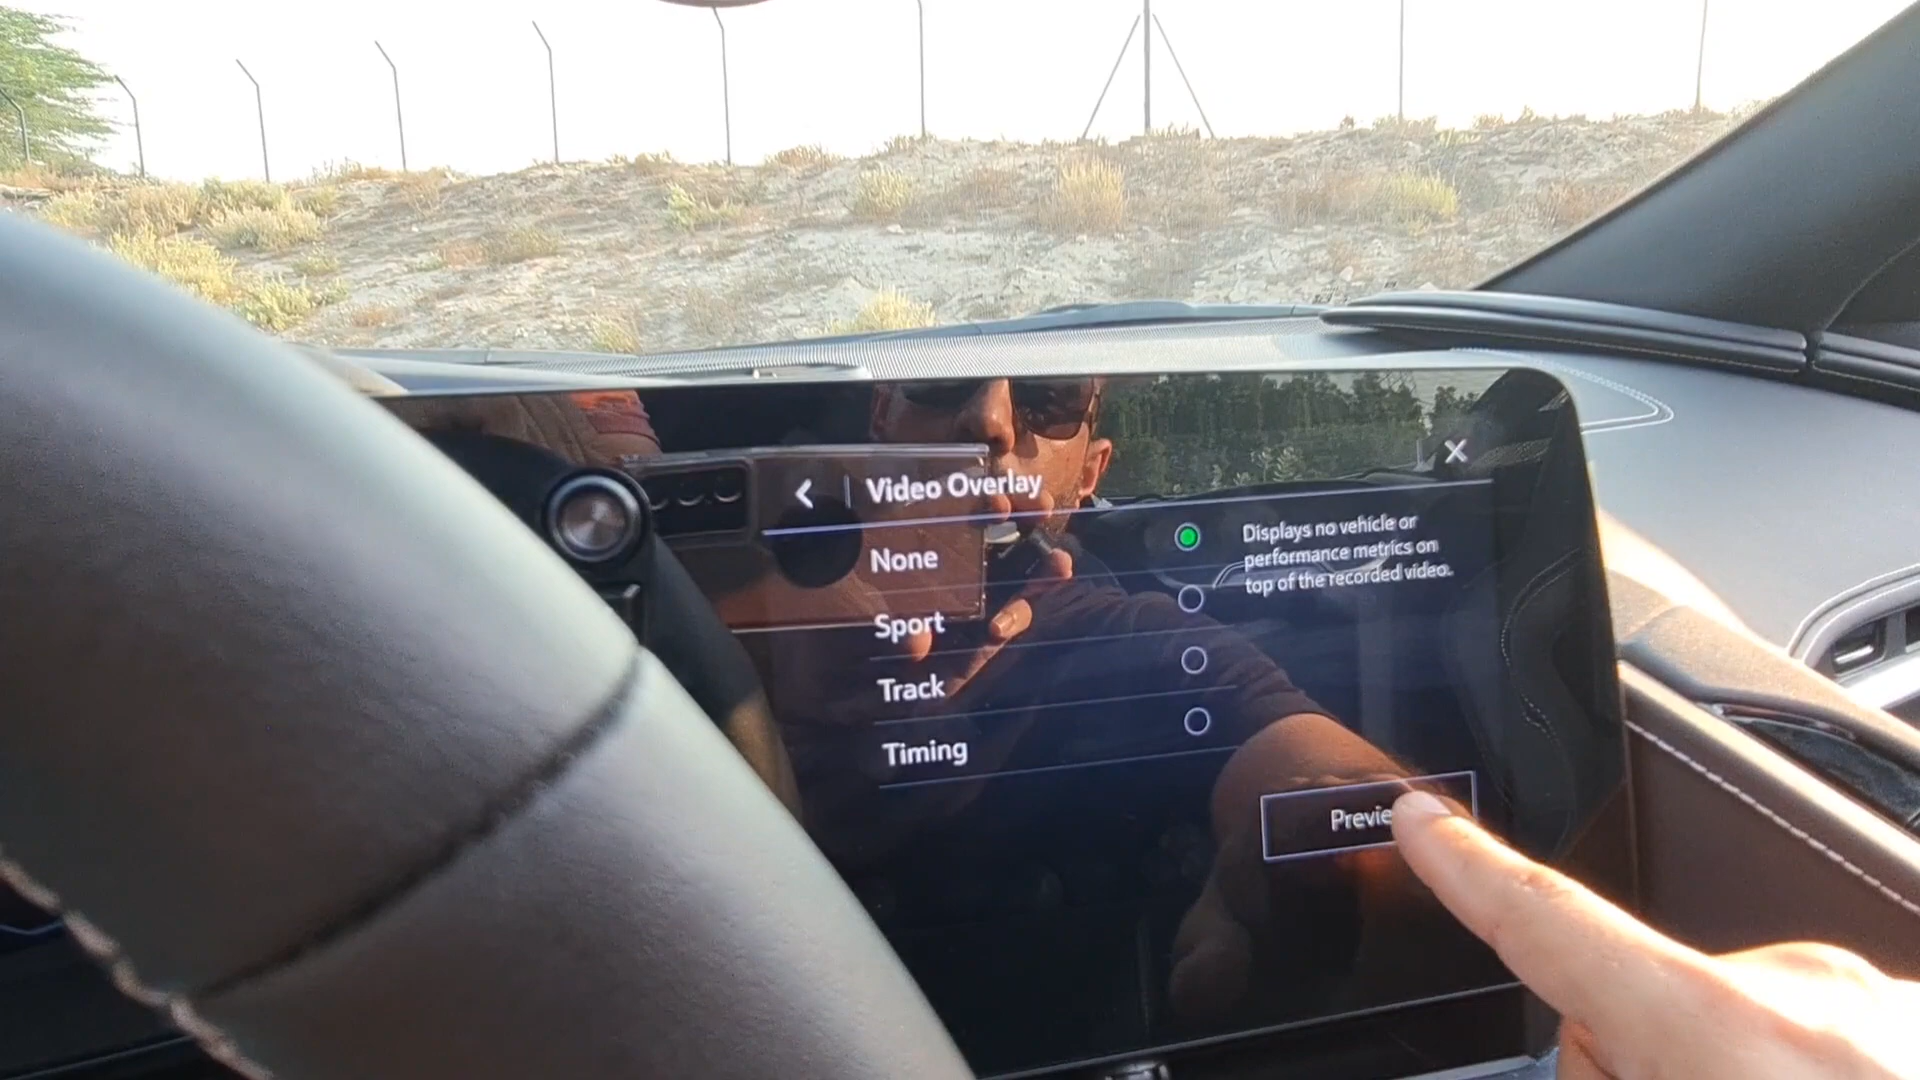 Video Overlay
None
Displays no vehicle or
performance metrics on
top of the recorded video.
Sport
Track
Timing
Previe